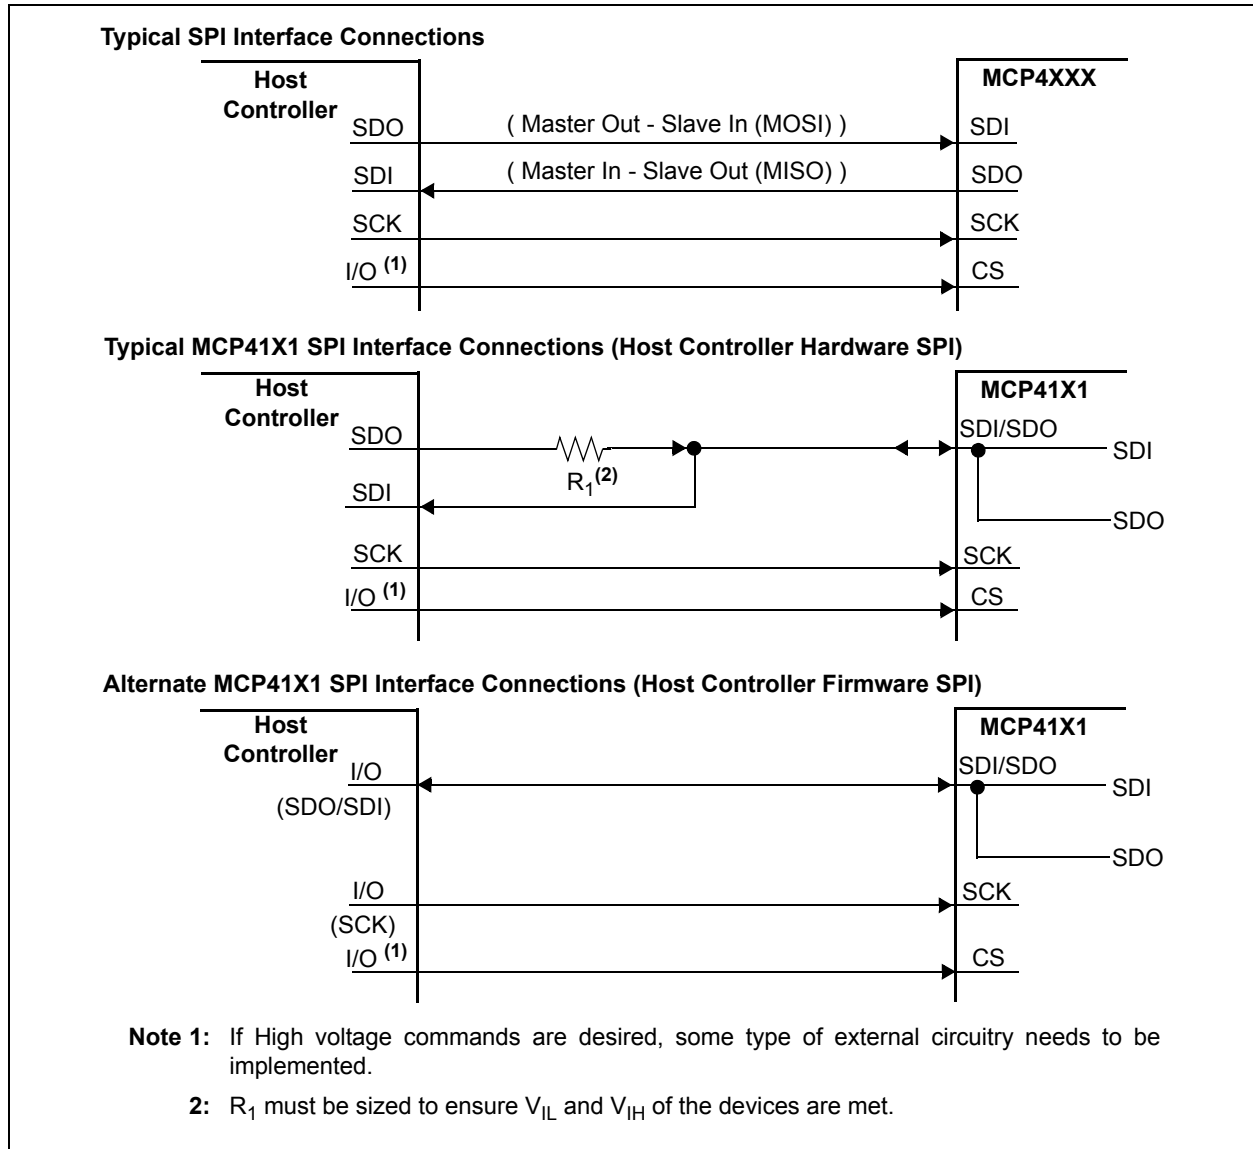 Typical SPI Interface Connections
Host
Controller
MCP4XXX
SDO
( Master Out - Slave In (MOSI) )
SDI
SDI
( Master In - Slave Out (MISO) )
SDO
SCK
SCK
I/O (1)
CS
Typical MCP41X1 SPI Interface Connections (Host Controller Hardware SPI)
Host
Controller
MCP41X1
SDO
R1(2)
SDI/SDO
SDI
SDI
SDO
SCK
SCK
I/O (1)
CS
Alternate MCP41X1 SPI Interface Connections (Host Controller Firmware SPI)
Host
Controller
MCP41X1
I/O
(SDO/SDI)
SDI/SDO
SDI
SDO
I/O
(SCK)
SCK
I/O (1)
CS
Note 1: If High voltage commands are desired, some type of external circuitry needs to be
implemented.
2: R1 must be sized to ensure VIL and VIH of the devices are met.